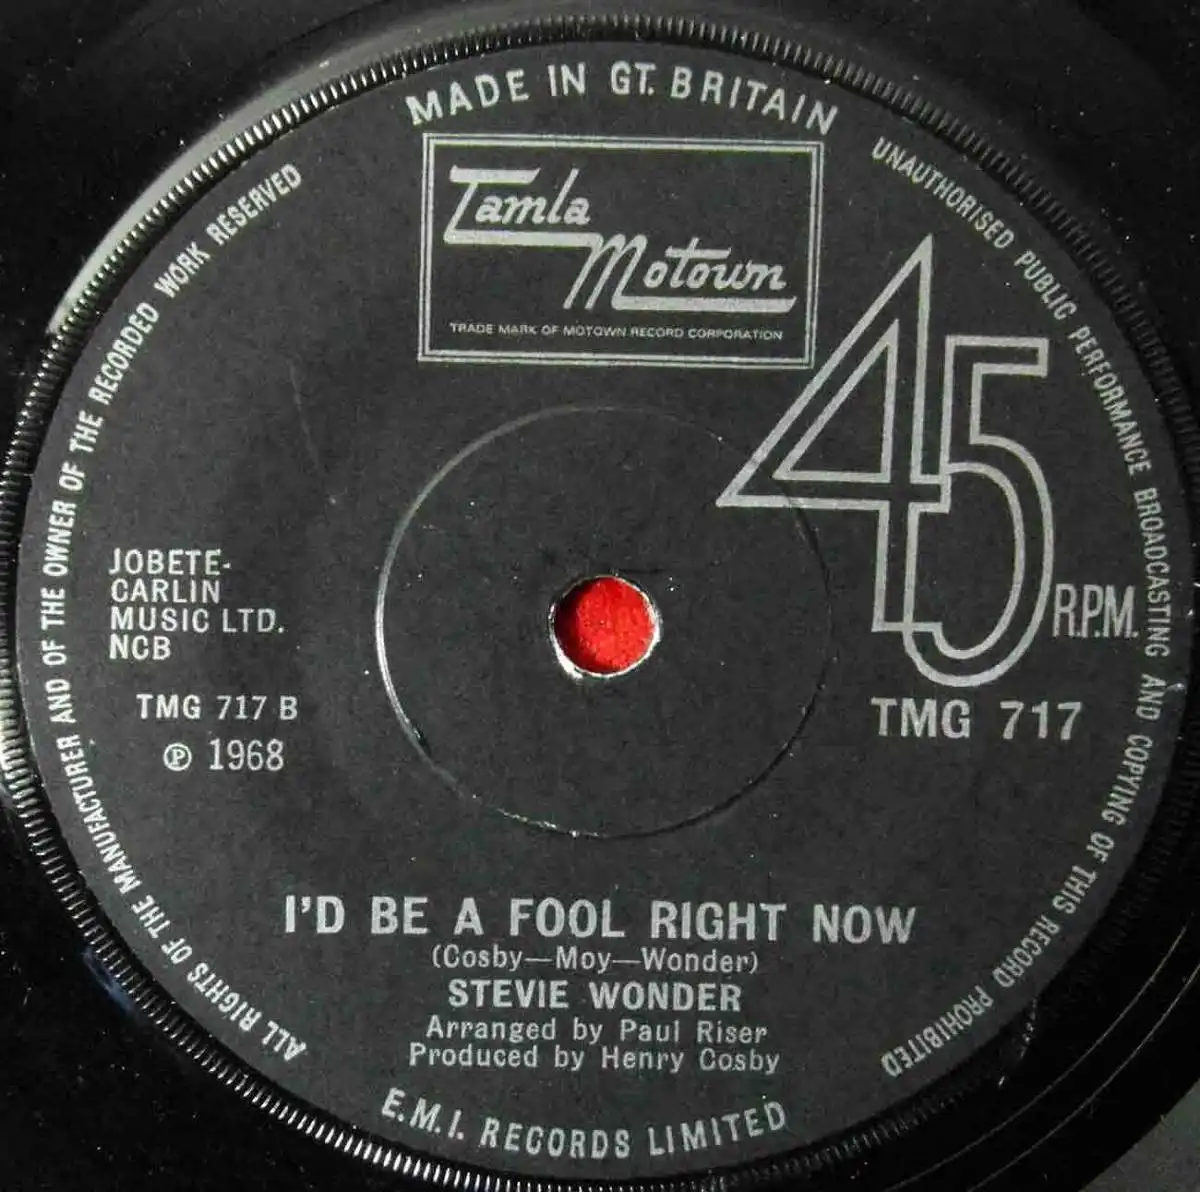 MADE IN GT. BRITAIN
Tamla
Motown
TRADE MARK OF MOTOWN RECORD CORPORATION
45
R.P.M.
TMG 717
JOBETE-
CARLIN
MUSIC LTD.
NCB
TMG 717 B
℗ 1968
I'D BE A FOOL RIGHT NOW
(Cosby—Moy—Wonder)
STEVIE WONDER
Arranged by Paul Riser
Produced by Henry Cosby
E.M.I. RECORDS LIMITED
ALL RIGHTS OF THE MANUFACTURER AND OF THE OWNER OF THE RECORDED WORK RESERVED
UNAUTHORISED PUBLIC PERFORMANCE BROADCASTING AND COPYING OF THIS RECORD PROHIBITED